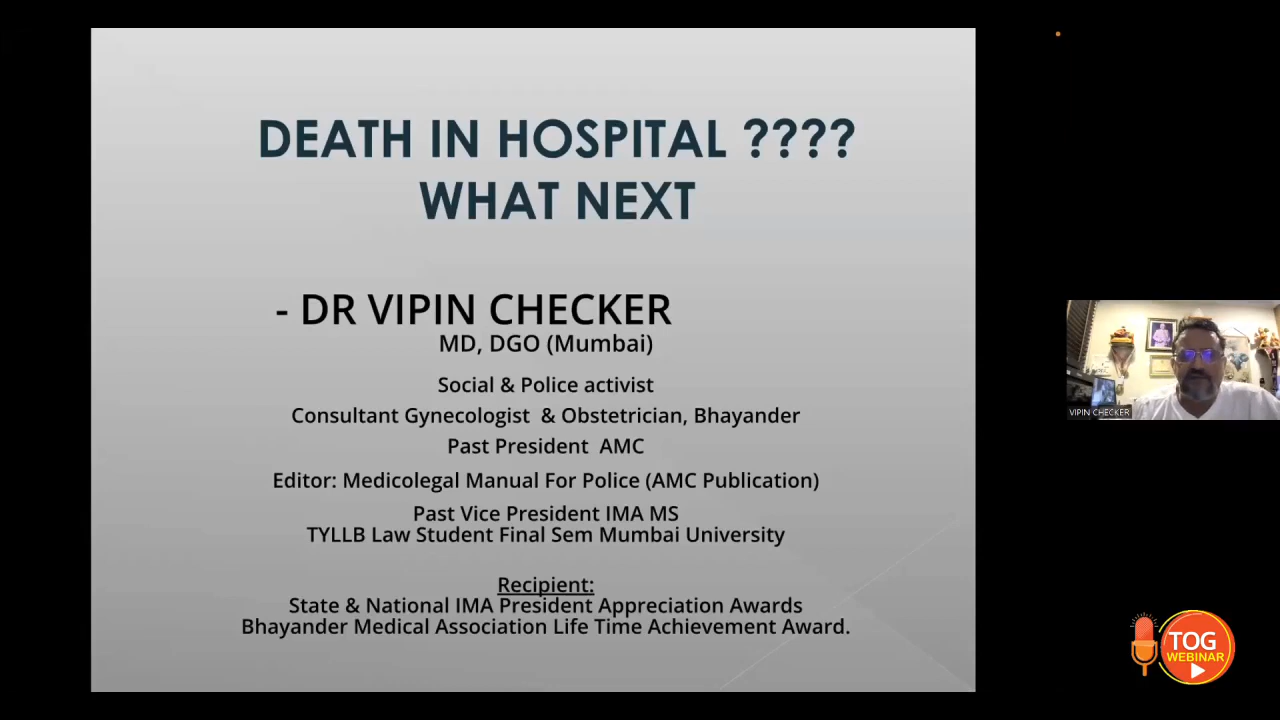 DEATH IN HOSPITAL ????
WHAT NEXT
- DR VIPIN CHECKER
MD, DGO (Mumbai)
Social & Police activist
Consultant Gynecologist & Obstetrician, Bhayander
Past President AMC
Editor: Medicolegal Manual For Police (AMC Publication)
Past Vice President IMA MS
TYLLB Law Student Final Sem Mumbai University
Recipient:
State & National IMA President Appreciation Awards
Bhayander Medical Association Life Time Achievement Award.
VIPIN CHECKER
TOG
WEBINAR